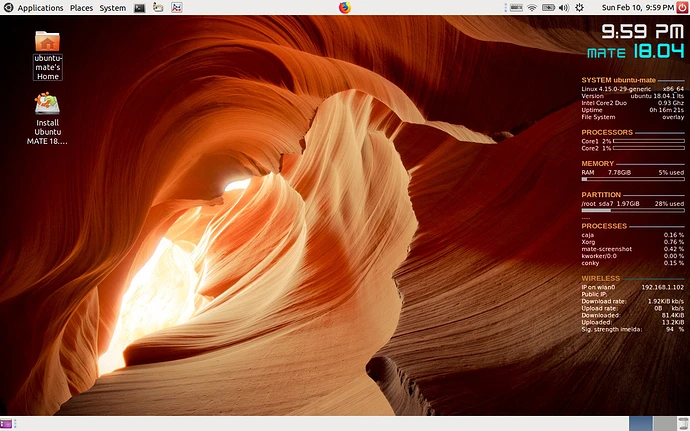 Applications Places System
Sun Feb 10, 9:59 PM
ubuntu-mate's Home
Install Ubuntu MATE 18....
9:59 PM
MATE 18.04
SYSTEM ubuntu-mate
Linux 4.15.0-29-generic x86_64
Version ubuntu 18.04.1 lts
Intel Core2 Duo 0.93 Ghz
Uptime 0h 16m 21s
File System overlay
PROCESSORS
Core1 2%
Core2 1%
MEMORY
RAM 7.78GiB 5% used
PARTITION
/root sda7 1.97GiB 28% used
PROCESSES
caja 0.16 %
Xorg 0.76 %
mate-screenshot 0.42 %
kworker/0:0 0.00 %
conky 0.15 %
WIRELESS
IP on wlan0 192.168.1.102
Public IP:
Download rate: 1.92KiB kb/s
Upload rate: 0B kb/s
Downloaded: 81.4KiB
Uploaded: 13.2KiB
Sig. strength imelda: 94 %